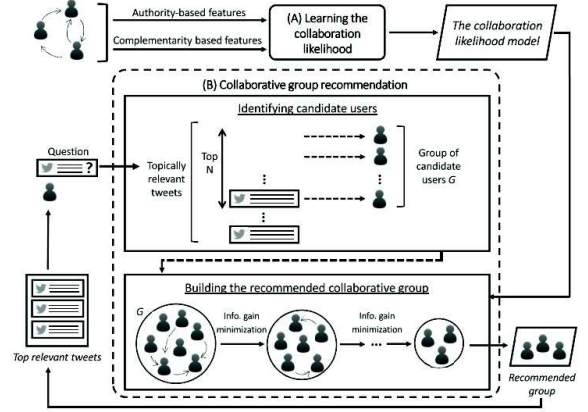 Authority-based features
Complementarity based features
(A) Learning the
collaboration
likelihood
The collaboration
likelihood model
(B) Collaborative group recommendation
Identifying candidate users
Question
?
Topically
relevant
tweets
Top
N
Group of
candidate
users G
Building the recommended collaborative group
G
Info. gain
minimization
Info. gain
minimization
Top relevant tweets
Recommended
group